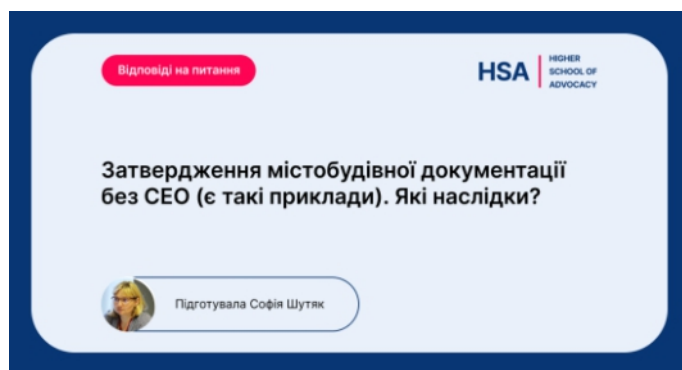 Відповіді на питання
HSA
HIGHER
SCHOOL OF
ADVOCACY
Затвердження містобудівної документації
без СЕО (є такі приклади). Які наслідки?
Підготувала Софія Шутяк